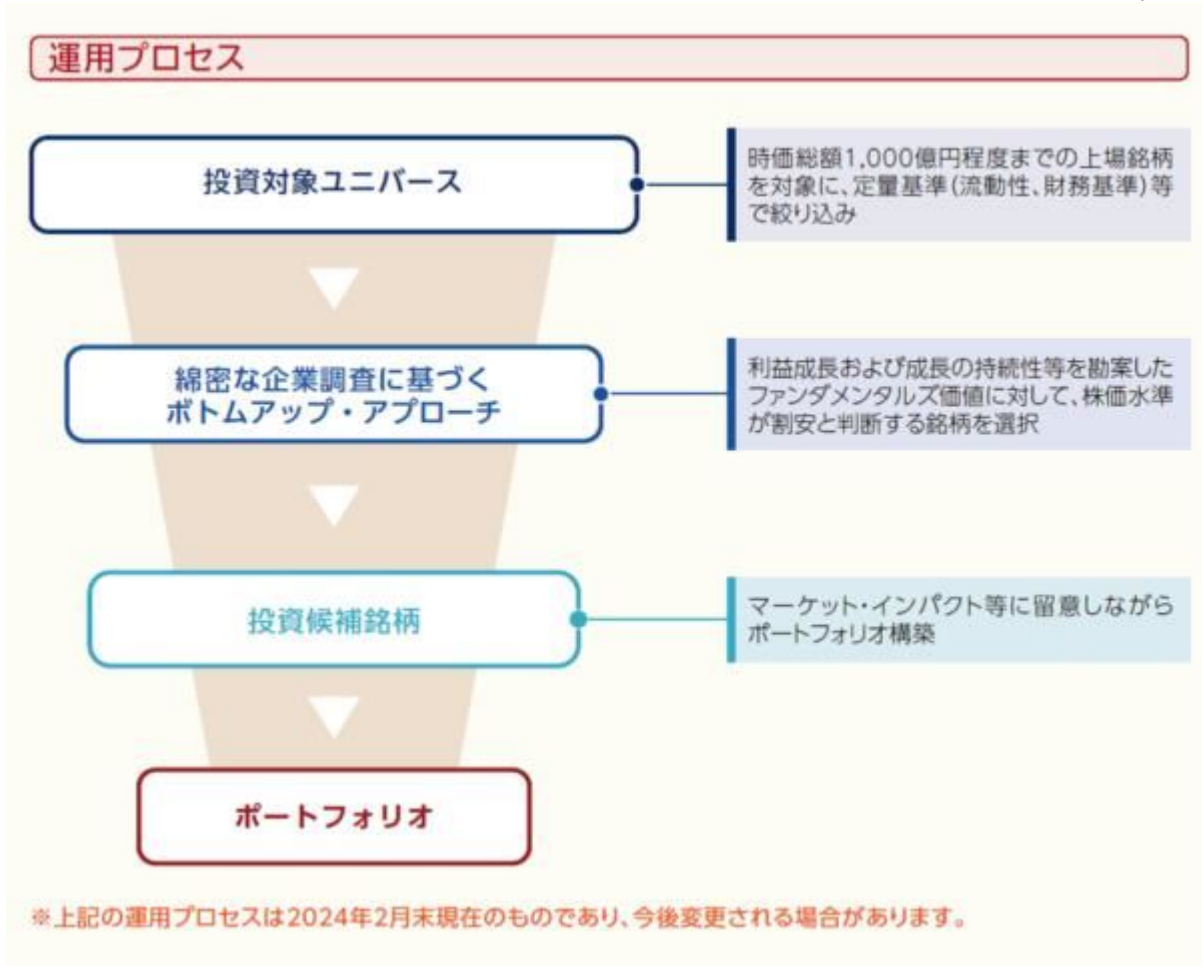 運用プロセス
投資対象ユニバース
時価総額1,000億円程度までの上場銘柄
を対象に、定量基準(流動性、財務基準)等
で絞り込み
綿密な企業調査に基づく
ボトムアップ・アプローチ
利益成長および成長の持続性等を勘案した
ファンダメンタルズ価値に対して、株価水準
が割安と判断する銘柄を選択
投資候補銘柄
マーケット・インパクト等に留意しながら
ポートフォリオ構築
ポートフォリオ
※上記の運用プロセスは2024年2月末現在のものであり、今後変更される場合があります。